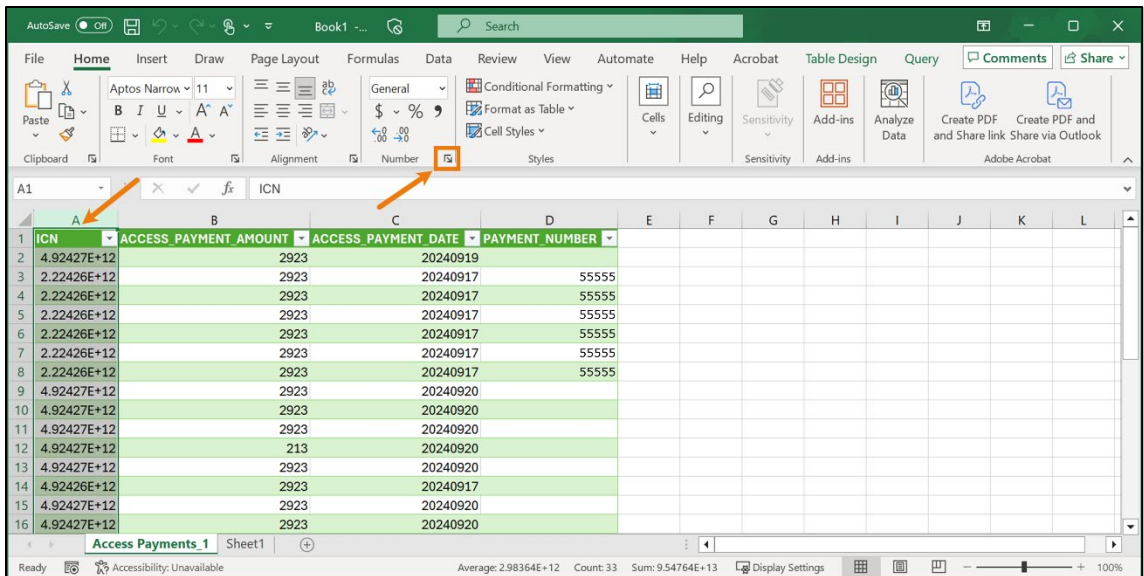 AutoSave Off Book1 -... Search
File Home Insert Draw Page Layout Formulas Data Review View Automate Help Acrobat Table Design Query Comments Share
Paste
Clipboard
Aptos Narrow 11
B I U A A
A
Font
ab
Alignment
General
$ % 9
.00 .00
Number
Conditional Formatting
Format as Table
Cell Styles
Styles
Cells
Editing
Sensitivity
Sensitivity
Add-ins
Add-ins
Analyze
Data
Create PDF
and Share link
Create PDF and
Share via Outlook
Adobe Acrobat
A1 fx ICN
A B C D E F G H I J K L
1 ICN ACCESS_PAYMENT_AMOUNT ACCESS_PAYMENT_DATE PAYMENT_NUMBER
2 4.92427E+12 2923 20240919
3 2.22426E+12 2923 20240917 55555
4 2.22426E+12 2923 20240917 55555
5 2.22426E+12 2923 20240917 55555
6 2.22426E+12 2923 20240917 55555
7 2.22426E+12 2923 20240917 55555
8 2.22426E+12 2923 20240917 55555
9 4.92427E+12 2923 20240920
10 4.92427E+12 2923 20240920
11 4.92427E+12 2923 20240920
12 4.92427E+12 213 20240920
13 4.92427E+12 2923 20240920
14 4.92426E+12 2923 20240917
15 4.92427E+12 2923 20240920
16 4.92427E+12 2923 20240920
Access Payments_1 Sheet1
Ready Accessibility: Unavailable Average: 2.98364E+12 Count: 33 Sum: 9.54764E+13 Display Settings 100%